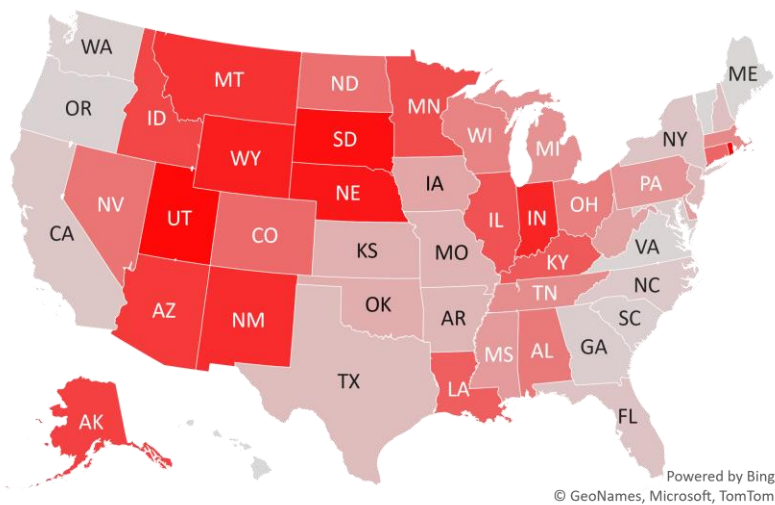 WA
ME
MT
ND
OR
MN
ID
SD
WI
NY
MI
WY
IA
PA
NE
NV
OH
IL
IN
UT
CO
CA
VA
KS
MO
KY
NC
TN
OK
AZ
NM
AR
SC
GA
MS
AL
TX
LA
FL
AK
Powered by Bing
© GeoNames, Microsoft, TomTom